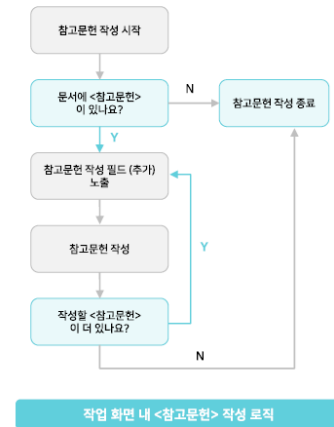 참고문헌 작성 시작
문서에 <참고문헌>
이 있나요?
N
참고문헌 작성 종료
Y
참고문헌 작성 필드 (추가)
노출
참고문헌 작성
Y
작성할 <참고문헌>
이 더 있나요?
N
작업 화면 내 <참고문헌> 작성 로직